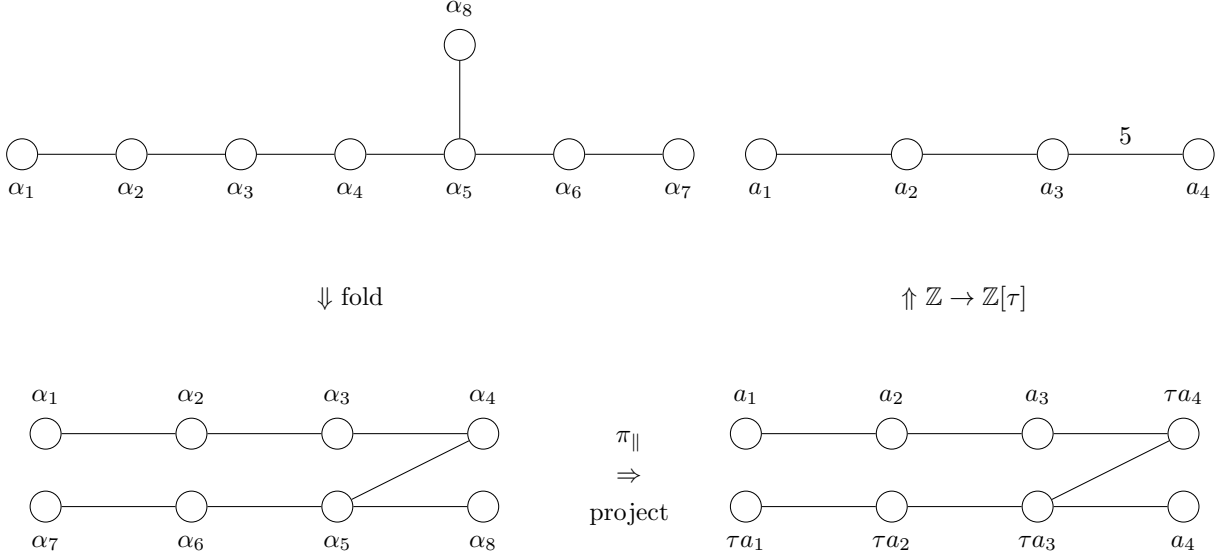 α₈
α₁ α₂ α₃ α₄ α₅ α₆ α₇
5
a₁ a₂ a₃ a₄
⇓ fold
⇑ ℤ → ℤ[τ]
α₁ α₂ α₃ α₄
α₇ α₆ α₅ α₈
π∥
⇒
project
a₁ a₂ a₃ τa₄
τa₁ τa₂ τa₃ a₄